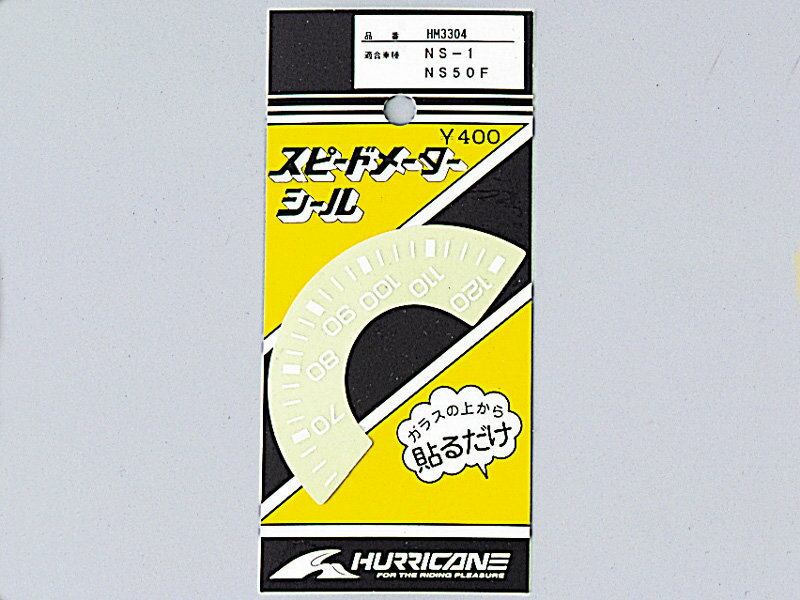 品番 HM3304
適合車種 NS-1
NS50F
¥400
スピードメーター
シール
70
80
90
100
110
120
ガラスの上から
貼るだけ
HURRICANE
FOR THE RIDING PLEASURE